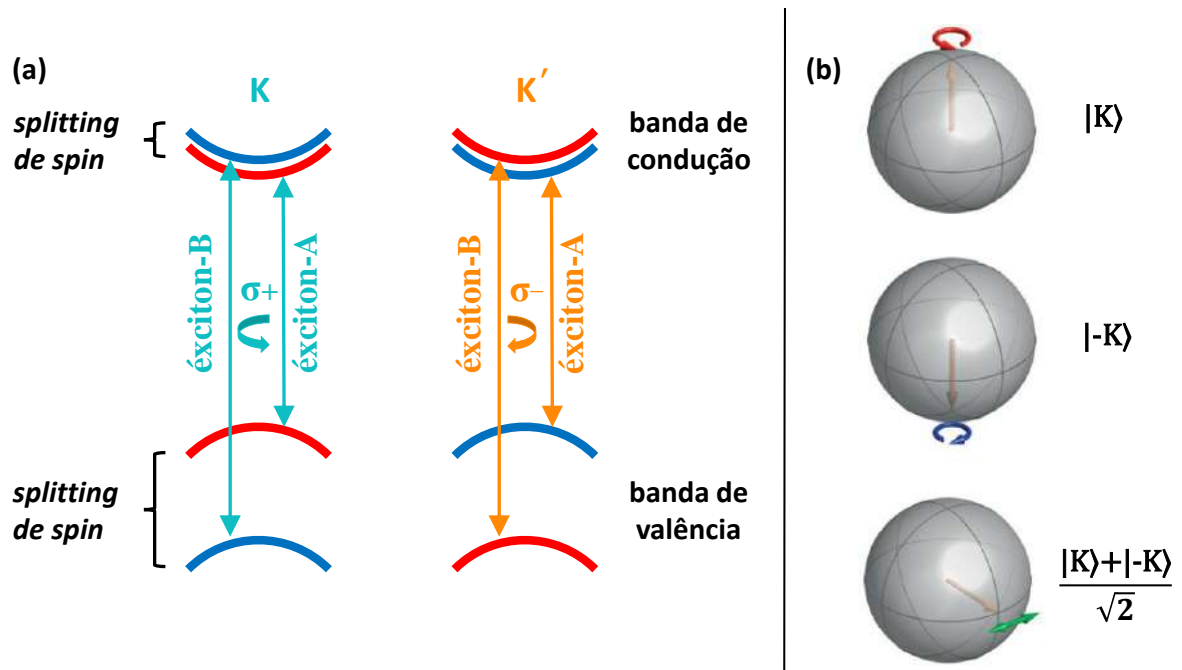 (a)
K
K′
splitting
de spin
banda de
condução
éxciton-B
σ+
éxciton-A
éxciton-B
σ−
éxciton-A
splitting
de spin
banda de
valência
(b)
|K⟩
|-K⟩
|K⟩+|-K⟩
√2